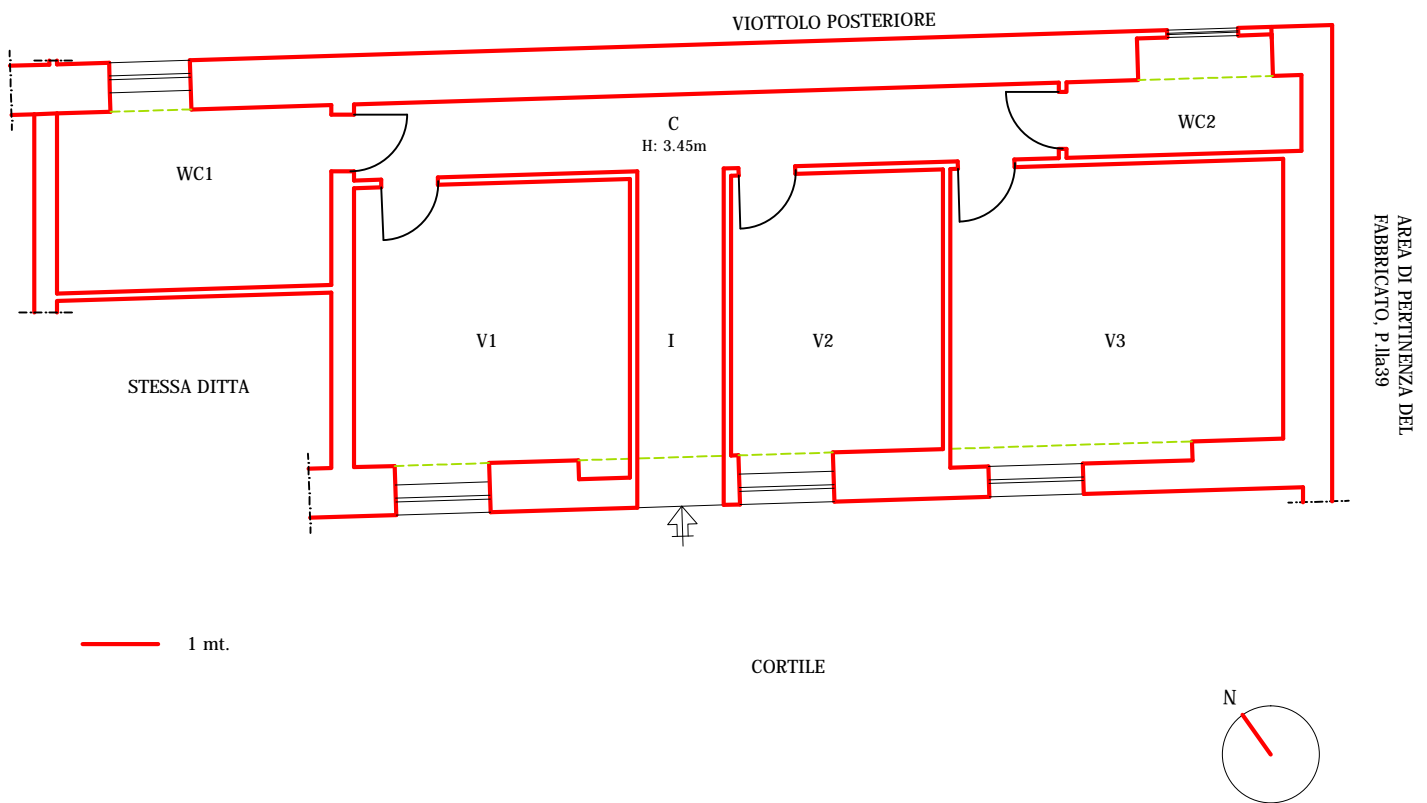 VIOTTOLO POSTERIORE
C
H: 3.45m
WC2
WC1
AREA DI PERTINENZA DEL
FABBRICATO, P.lla39
V1
I
V2
V3
STESSA DITTA
1 mt.
CORTILE
N